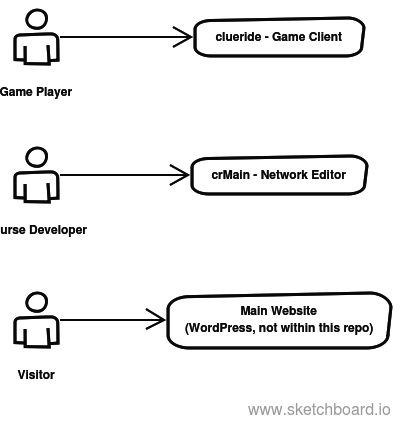 clueride - Game Client
Game Player
crMain - Network Editor
urse Developer
Main Website
(WordPress, not within this repo)
Visitor
www.sketchboard.io